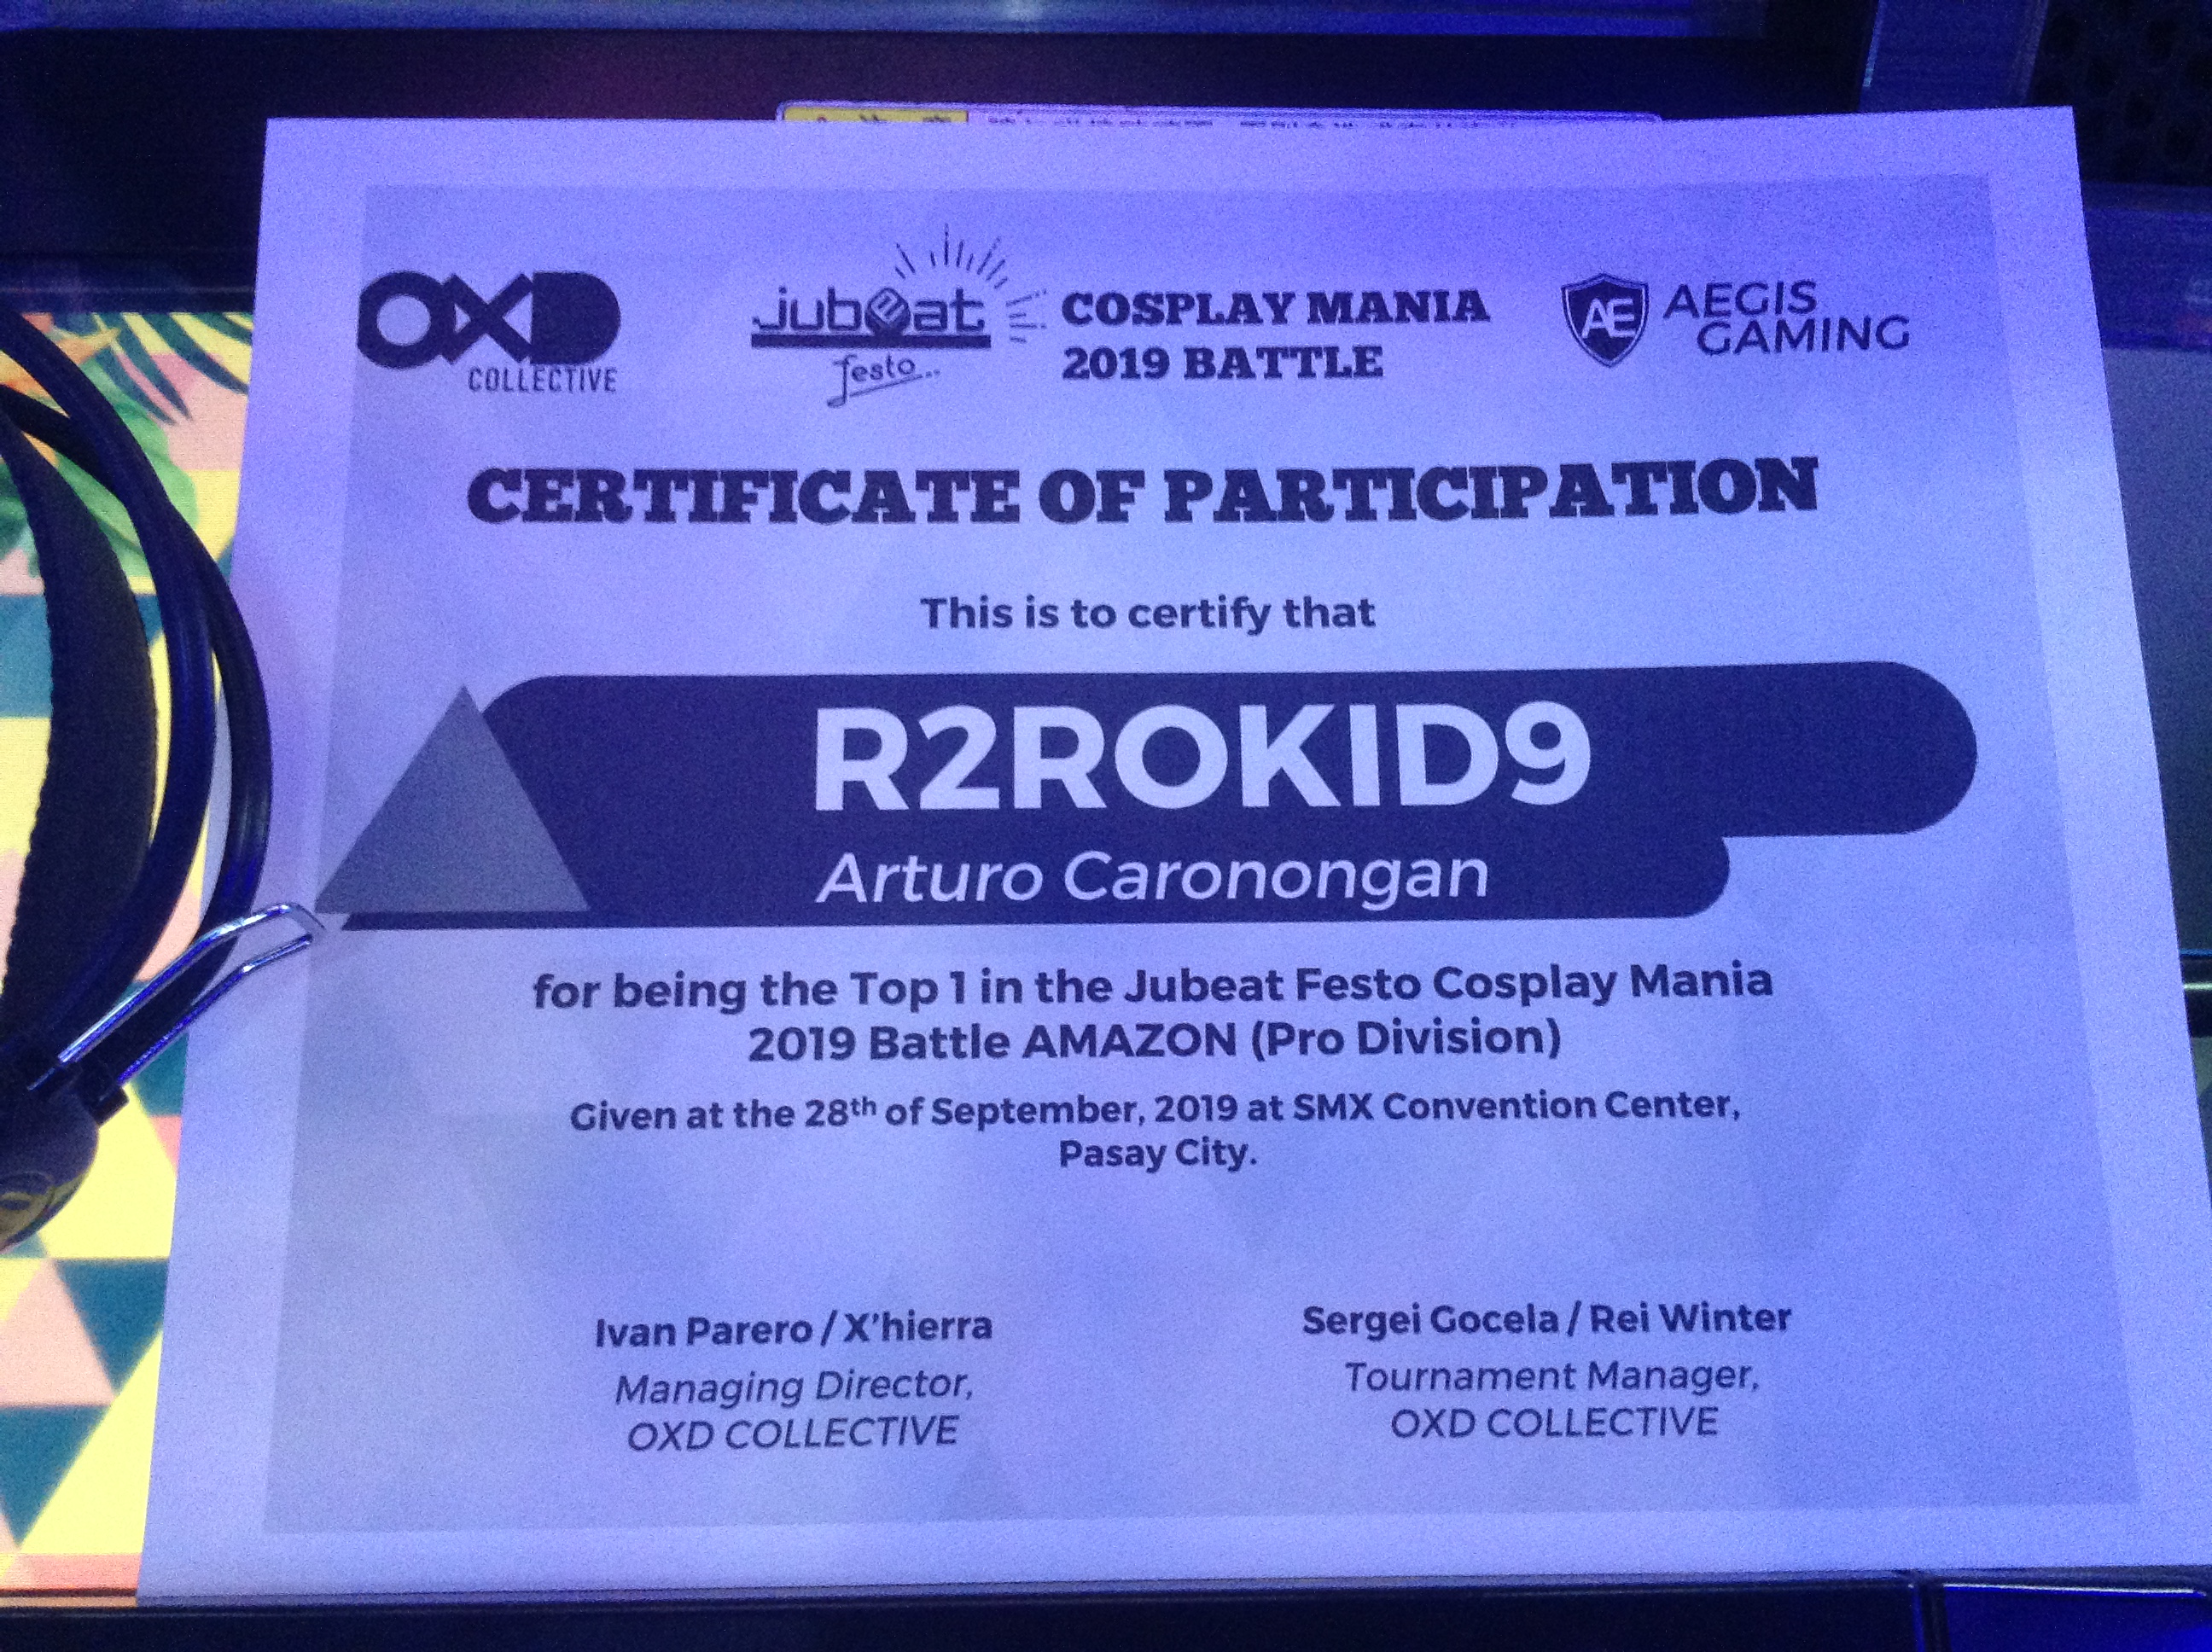 OXD
COLLECTIVE
jubeat
festo...
COSPLAY MANIA
2019 BATTLE
AE
AEGIS
GAMING
CERTIFICATE OF PARTICIPATION
This is to certify that
R2ROKID9
Arturo Caronongan
for being the Top 1 in the Jubeat Festo Cosplay Mania
2019 Battle AMAZON (Pro Division)
Given at the 28th of September, 2019 at SMX Convention Center,
Pasay City.
Ivan Parero / X'hierra
Managing Director,
OXD COLLECTIVE
Sergei Gocela / Rei Winter
Tournament Manager,
OXD COLLECTIVE